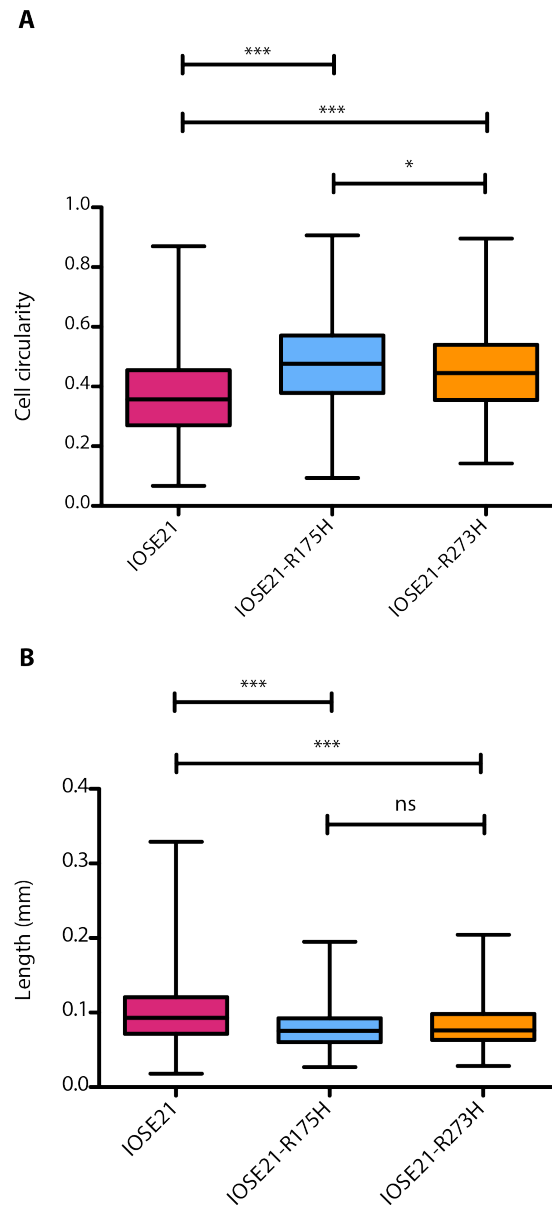 A
***
***
*
1.0
0.8
0.6
0.4
0.2
0.0
Cell circularity
IOSE21
IOSE21-R175H
IOSE21-R273H
B
***
***
ns
0.4
0.3
0.2
0.1
0.0
Length (mm)
IOSE21
IOSE21-R175H
IOSE21-R273H